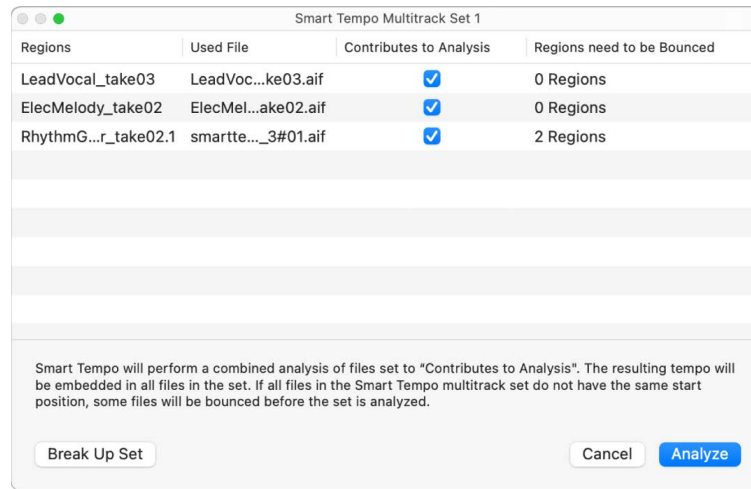 Smart Tempo Multitrack Set 1
Regions Used File Contributes to Analysis Regions need to be Bounced
LeadVocal_take03 LeadVoc...ke03.aif 0 Regions
ElecMelody_take02 ElecMel...ake02.aif 0 Regions
RhythmG...r_take02.1 smartte..._3#01.aif 2 Regions
Smart Tempo will perform a combined analysis of files set to "Contributes to Analysis". The resulting tempo will
be embedded in all files in the set. If all files in the Smart Tempo multitrack set do not have the same start
position, some files will be bounced before the set is analyzed.
Break Up Set Cancel Analyze